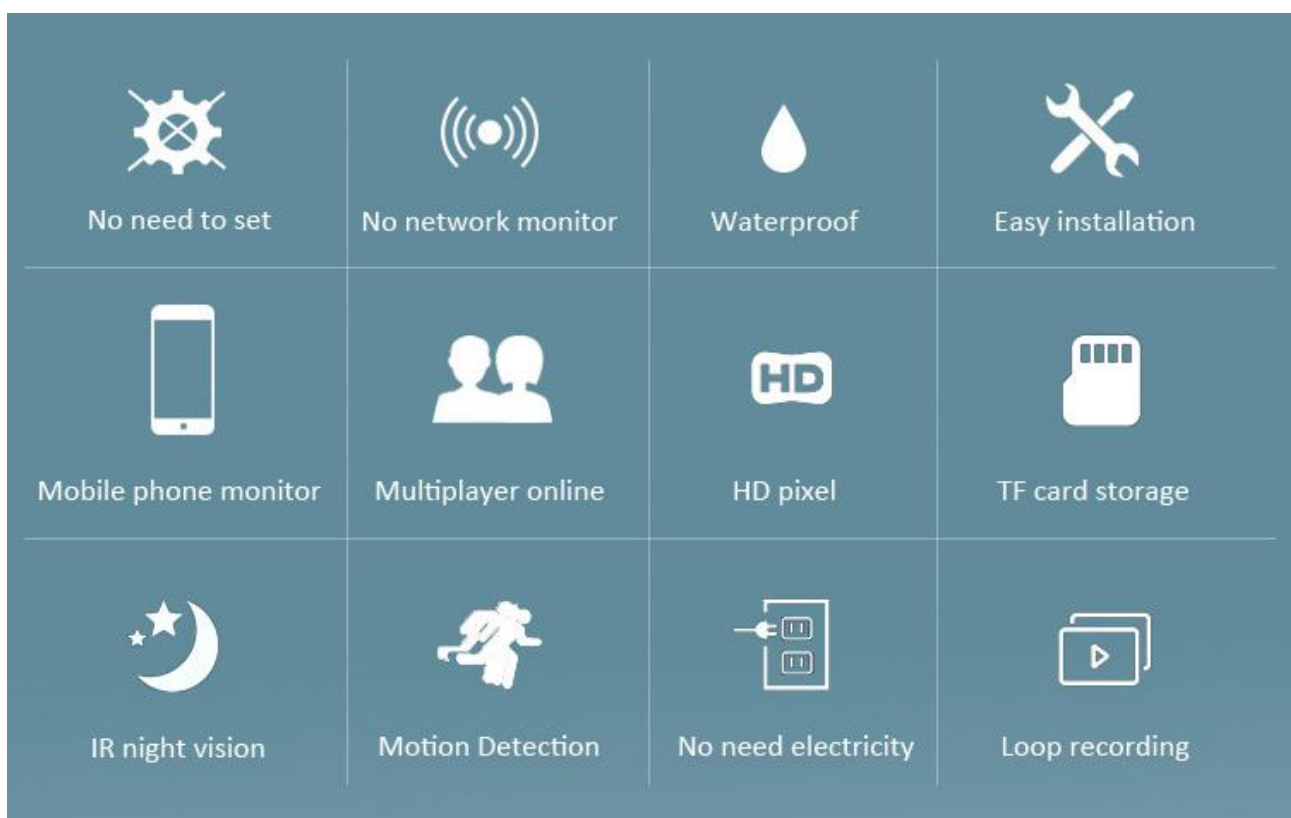 No need to set
No network monitor
Waterproof
Easy installation
HD
Mobile phone monitor
Multiplayer online
HD pixel
TF card storage
IR night vision
Motion Detection
No need electricity
Loop recording